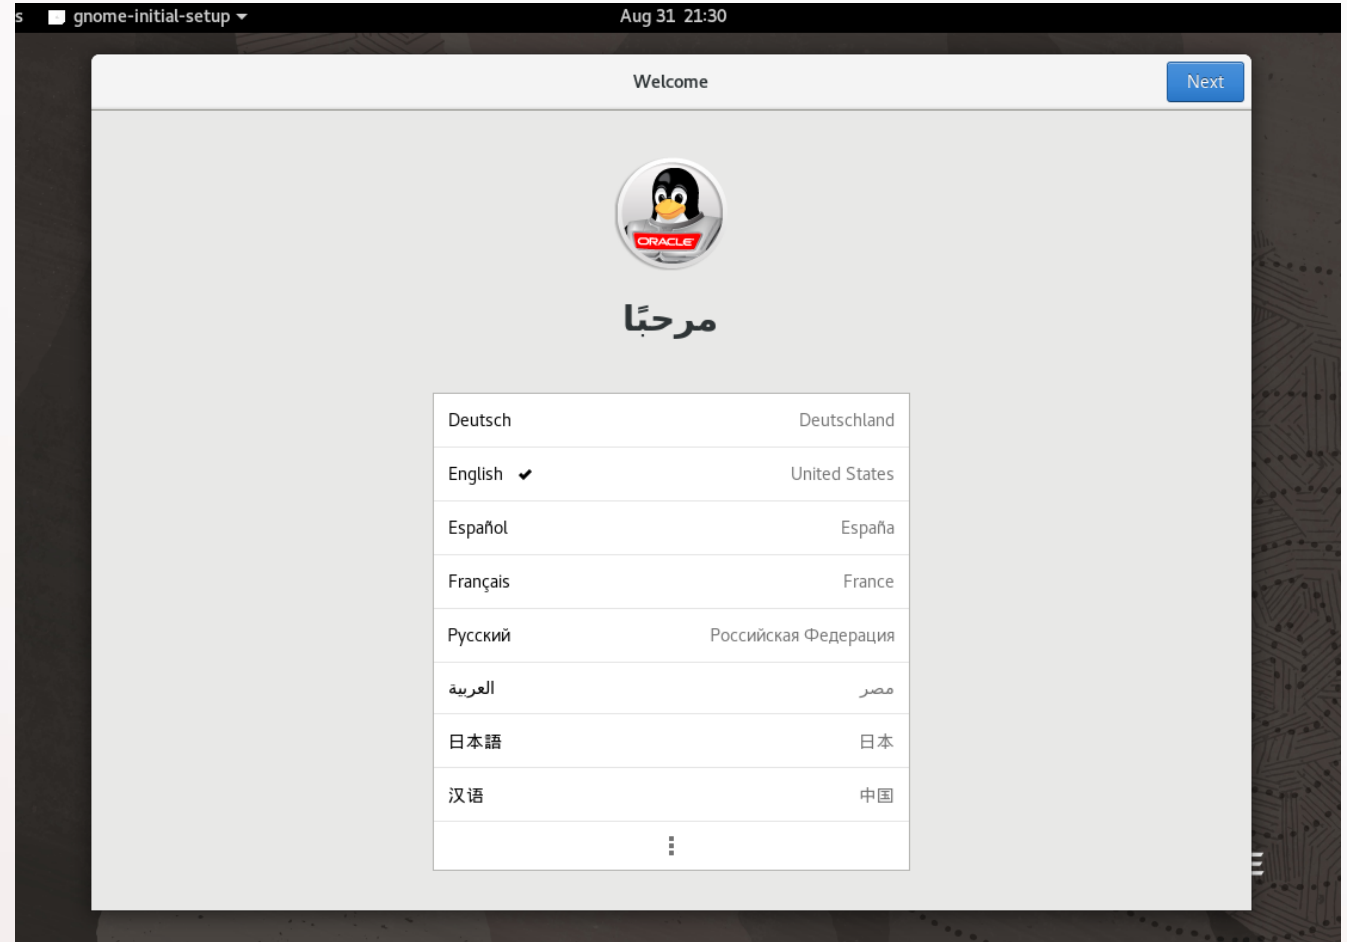 s gnome-initial-setup Aug 31 21:30
Welcome Next
ORACLE
مرحبًا
Deutsch Deutschland
English ✔ United States
Español España
Français France
Русский Российская Федерация
العربية مصر
日本語 日本
汉语 中国
E